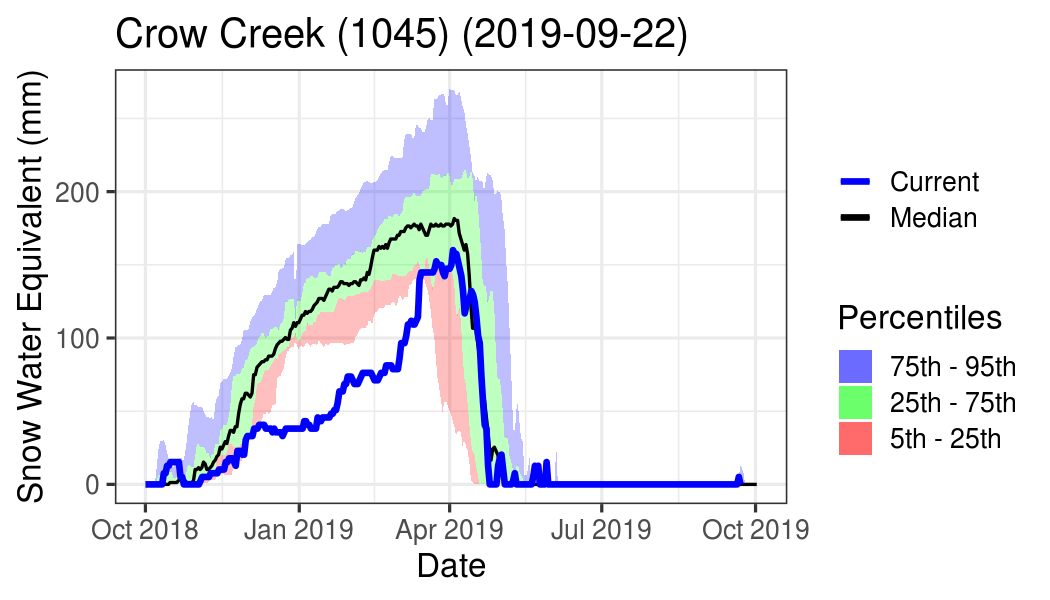 Crow Creek (1045) (2019-09-22)
Snow Water Equivalent (mm)
200
100
0
Oct 2018
Jan 2019
Apr 2019
Jul 2019
Oct 2019
Date
Current
Median
Percentiles
75th - 95th
25th - 75th
5th - 25th